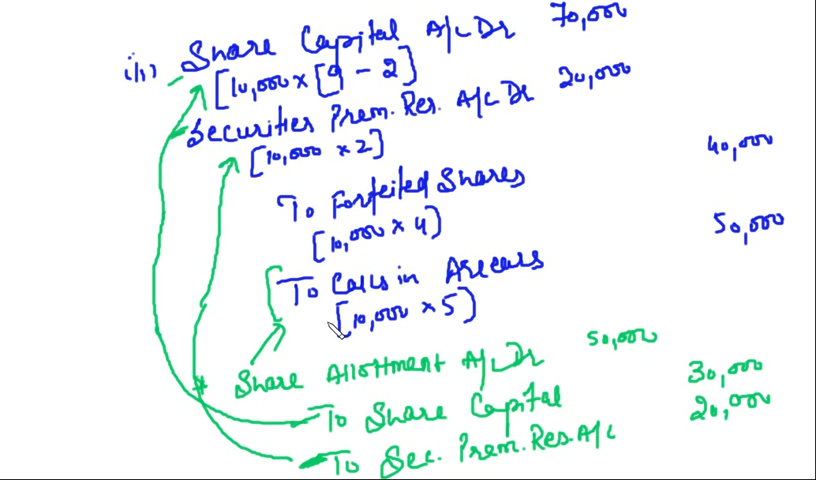 iii) Share Capital A/c Dr 70,000
[10,000 x [9 - 2]
Securities Prem. Res. A/c Dr 20,000
[10,000 x 2]
40,000
To Forfeited Shares
[10,000 x 4]
50,000
To Calls in Arrears
[10,000 x 5]
Share Allottment A/c Dr 50,000
To Share Capital 30,000
To Sec. Prem. Res. A/c 20,000